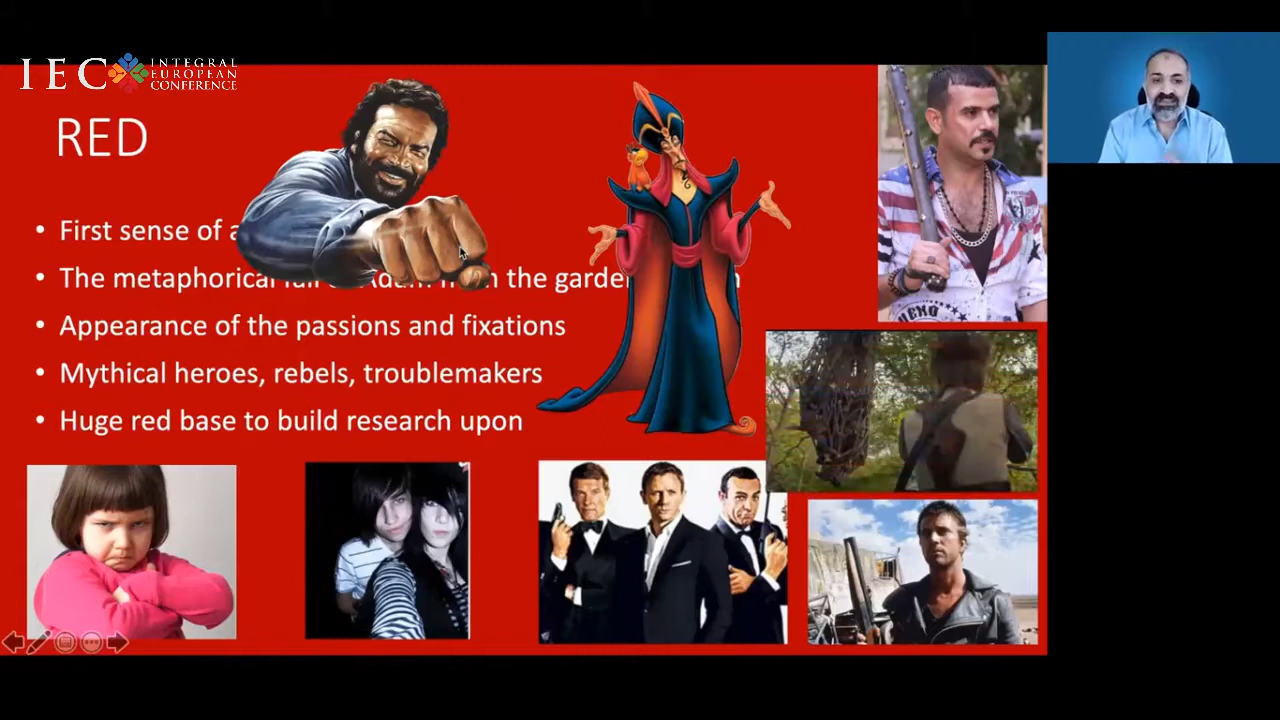 IEC INTEGRAL
EUROPEAN
CONFERENCE
RED
• First sense of a
• The metaphorical the garde
• Appearance of the passions and fixations
• Mythical heroes, rebels, troublemakers
• Huge red base to build research upon